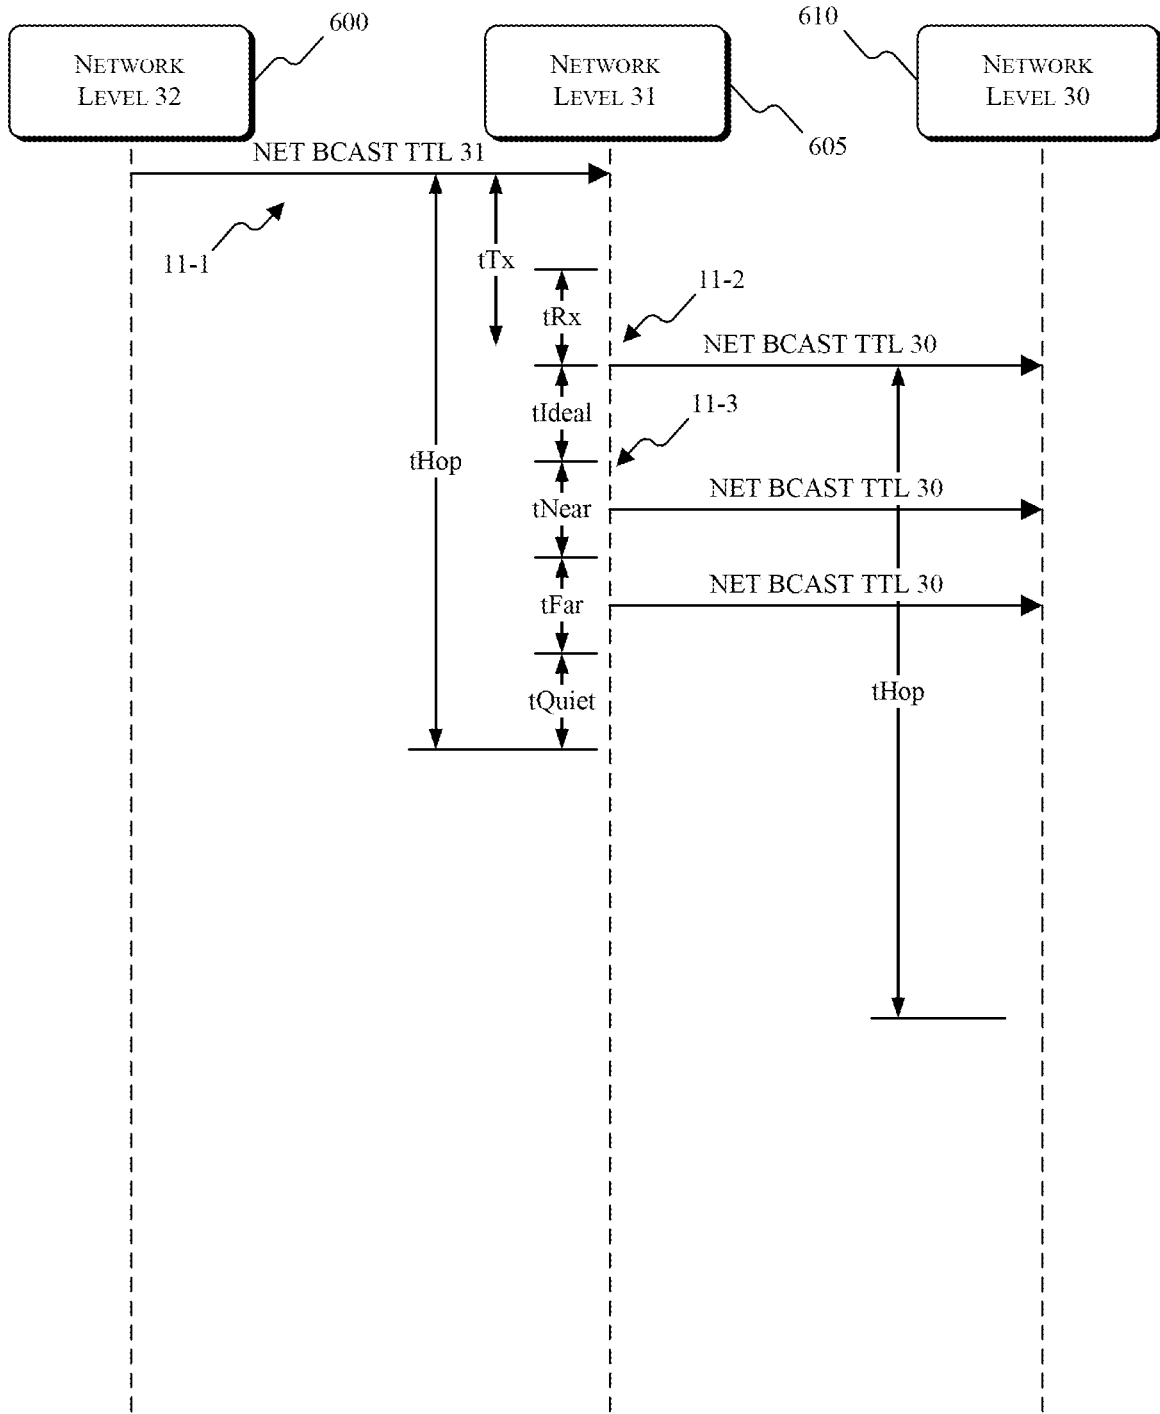 600
610
NETWORK
LEVEL 32
NETWORK
LEVEL 31
NETWORK
LEVEL 30
605
NET BCAST TTL 31
11-1
tTx
11-2
tRx
NET BCAST TTL 30
tIdeal
11-3
tHop
NET BCAST TTL 30
tNear
NET BCAST TTL 30
tFar
tHop
tQuiet